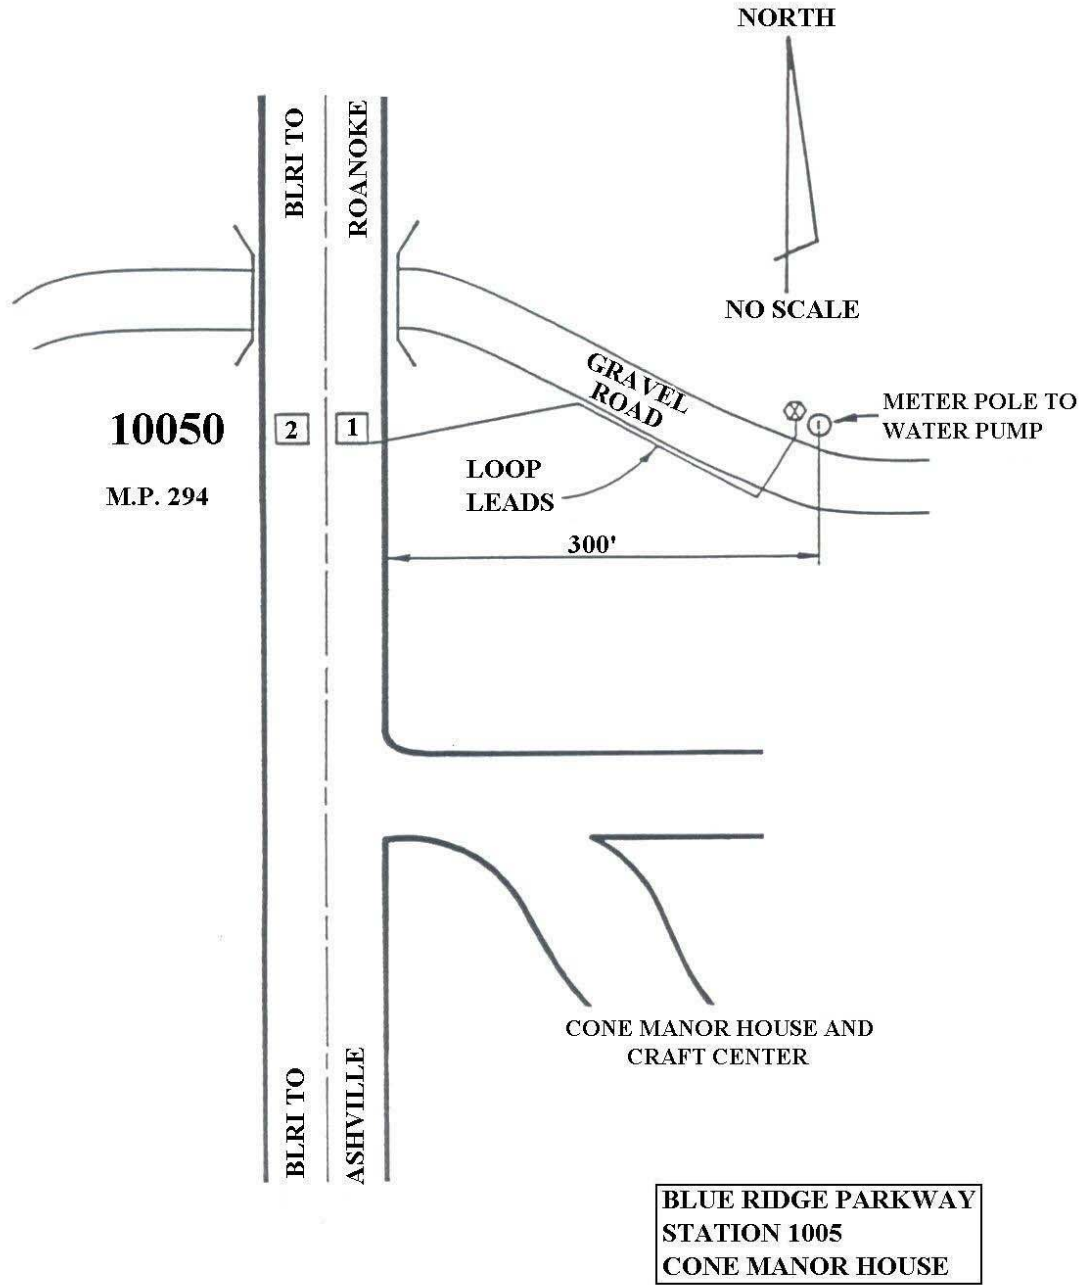 NORTH
NO SCALE
BLRI TO
ROANOKE
10050
M.P. 294
2
1
GRAVEL
ROAD
METER POLE TO
WATER PUMP
LOOP
LEADS
300'
CONE MANOR HOUSE AND
CRAFT CENTER
BLRI TO
ASHVILLE
BLUE RIDGE PARKWAY
STATION 1005
CONE MANOR HOUSE